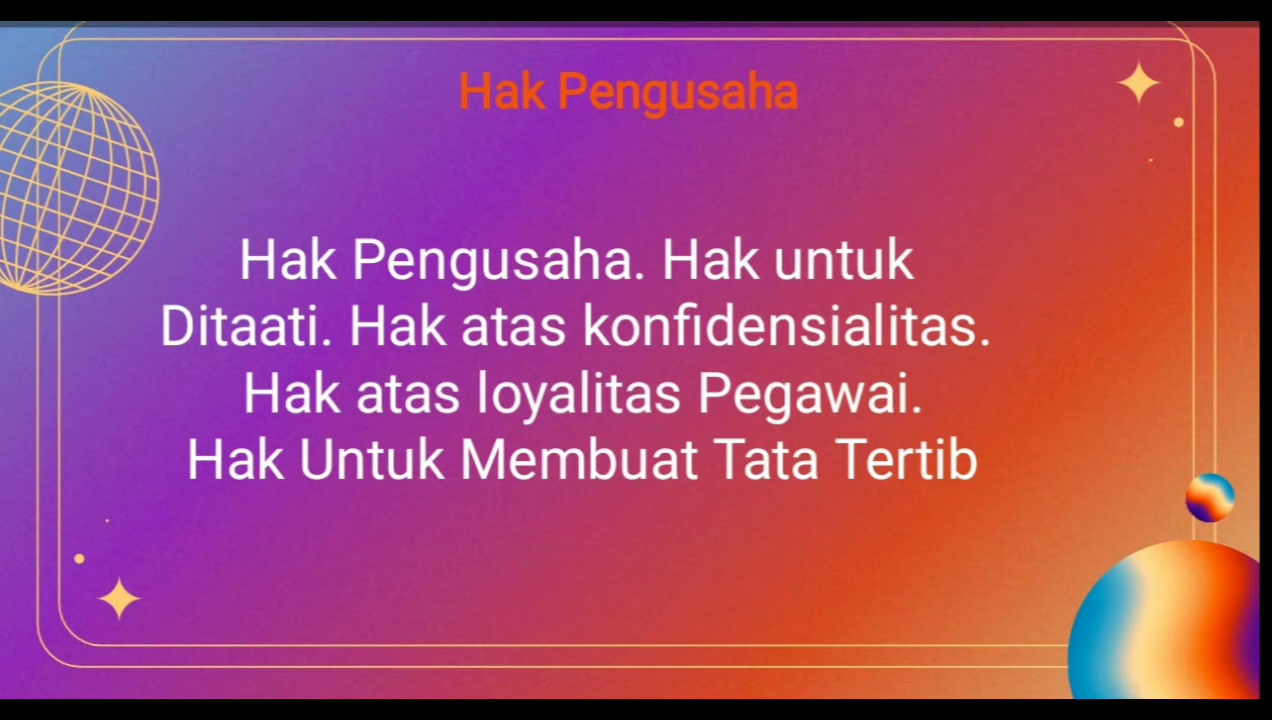 Hak Pengusaha
Hak Pengusaha. Hak untuk
Ditaati. Hak atas konfidensialitas.
Hak atas loyalitas Pegawai.
Hak Untuk Membuat Tata Tertib